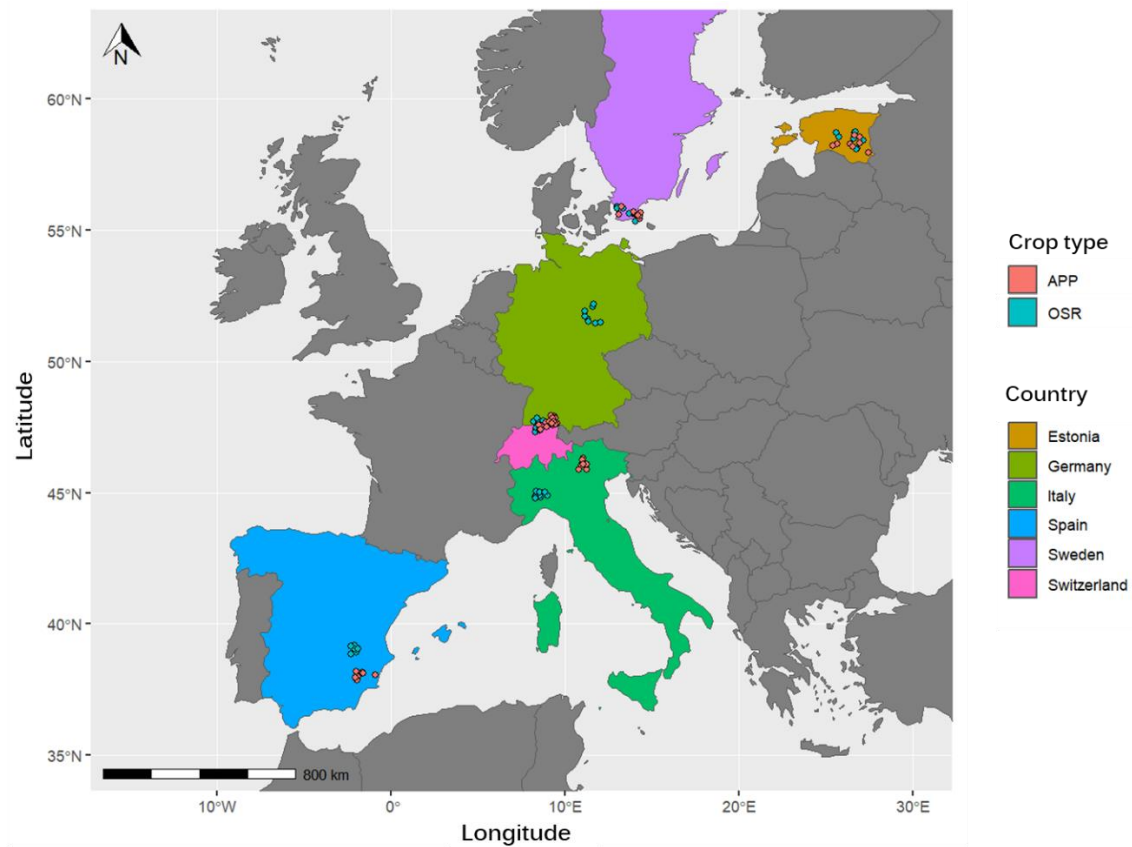 N
60°N
55°N
50°N
45°N
40°N
35°N
Latitude
800 km
10°W
0°
10°E
20°E
30°E
Longitude
Crop type
APP
OSR
Country
Estonia
Germany
Italy
Spain
Sweden
Switzerland